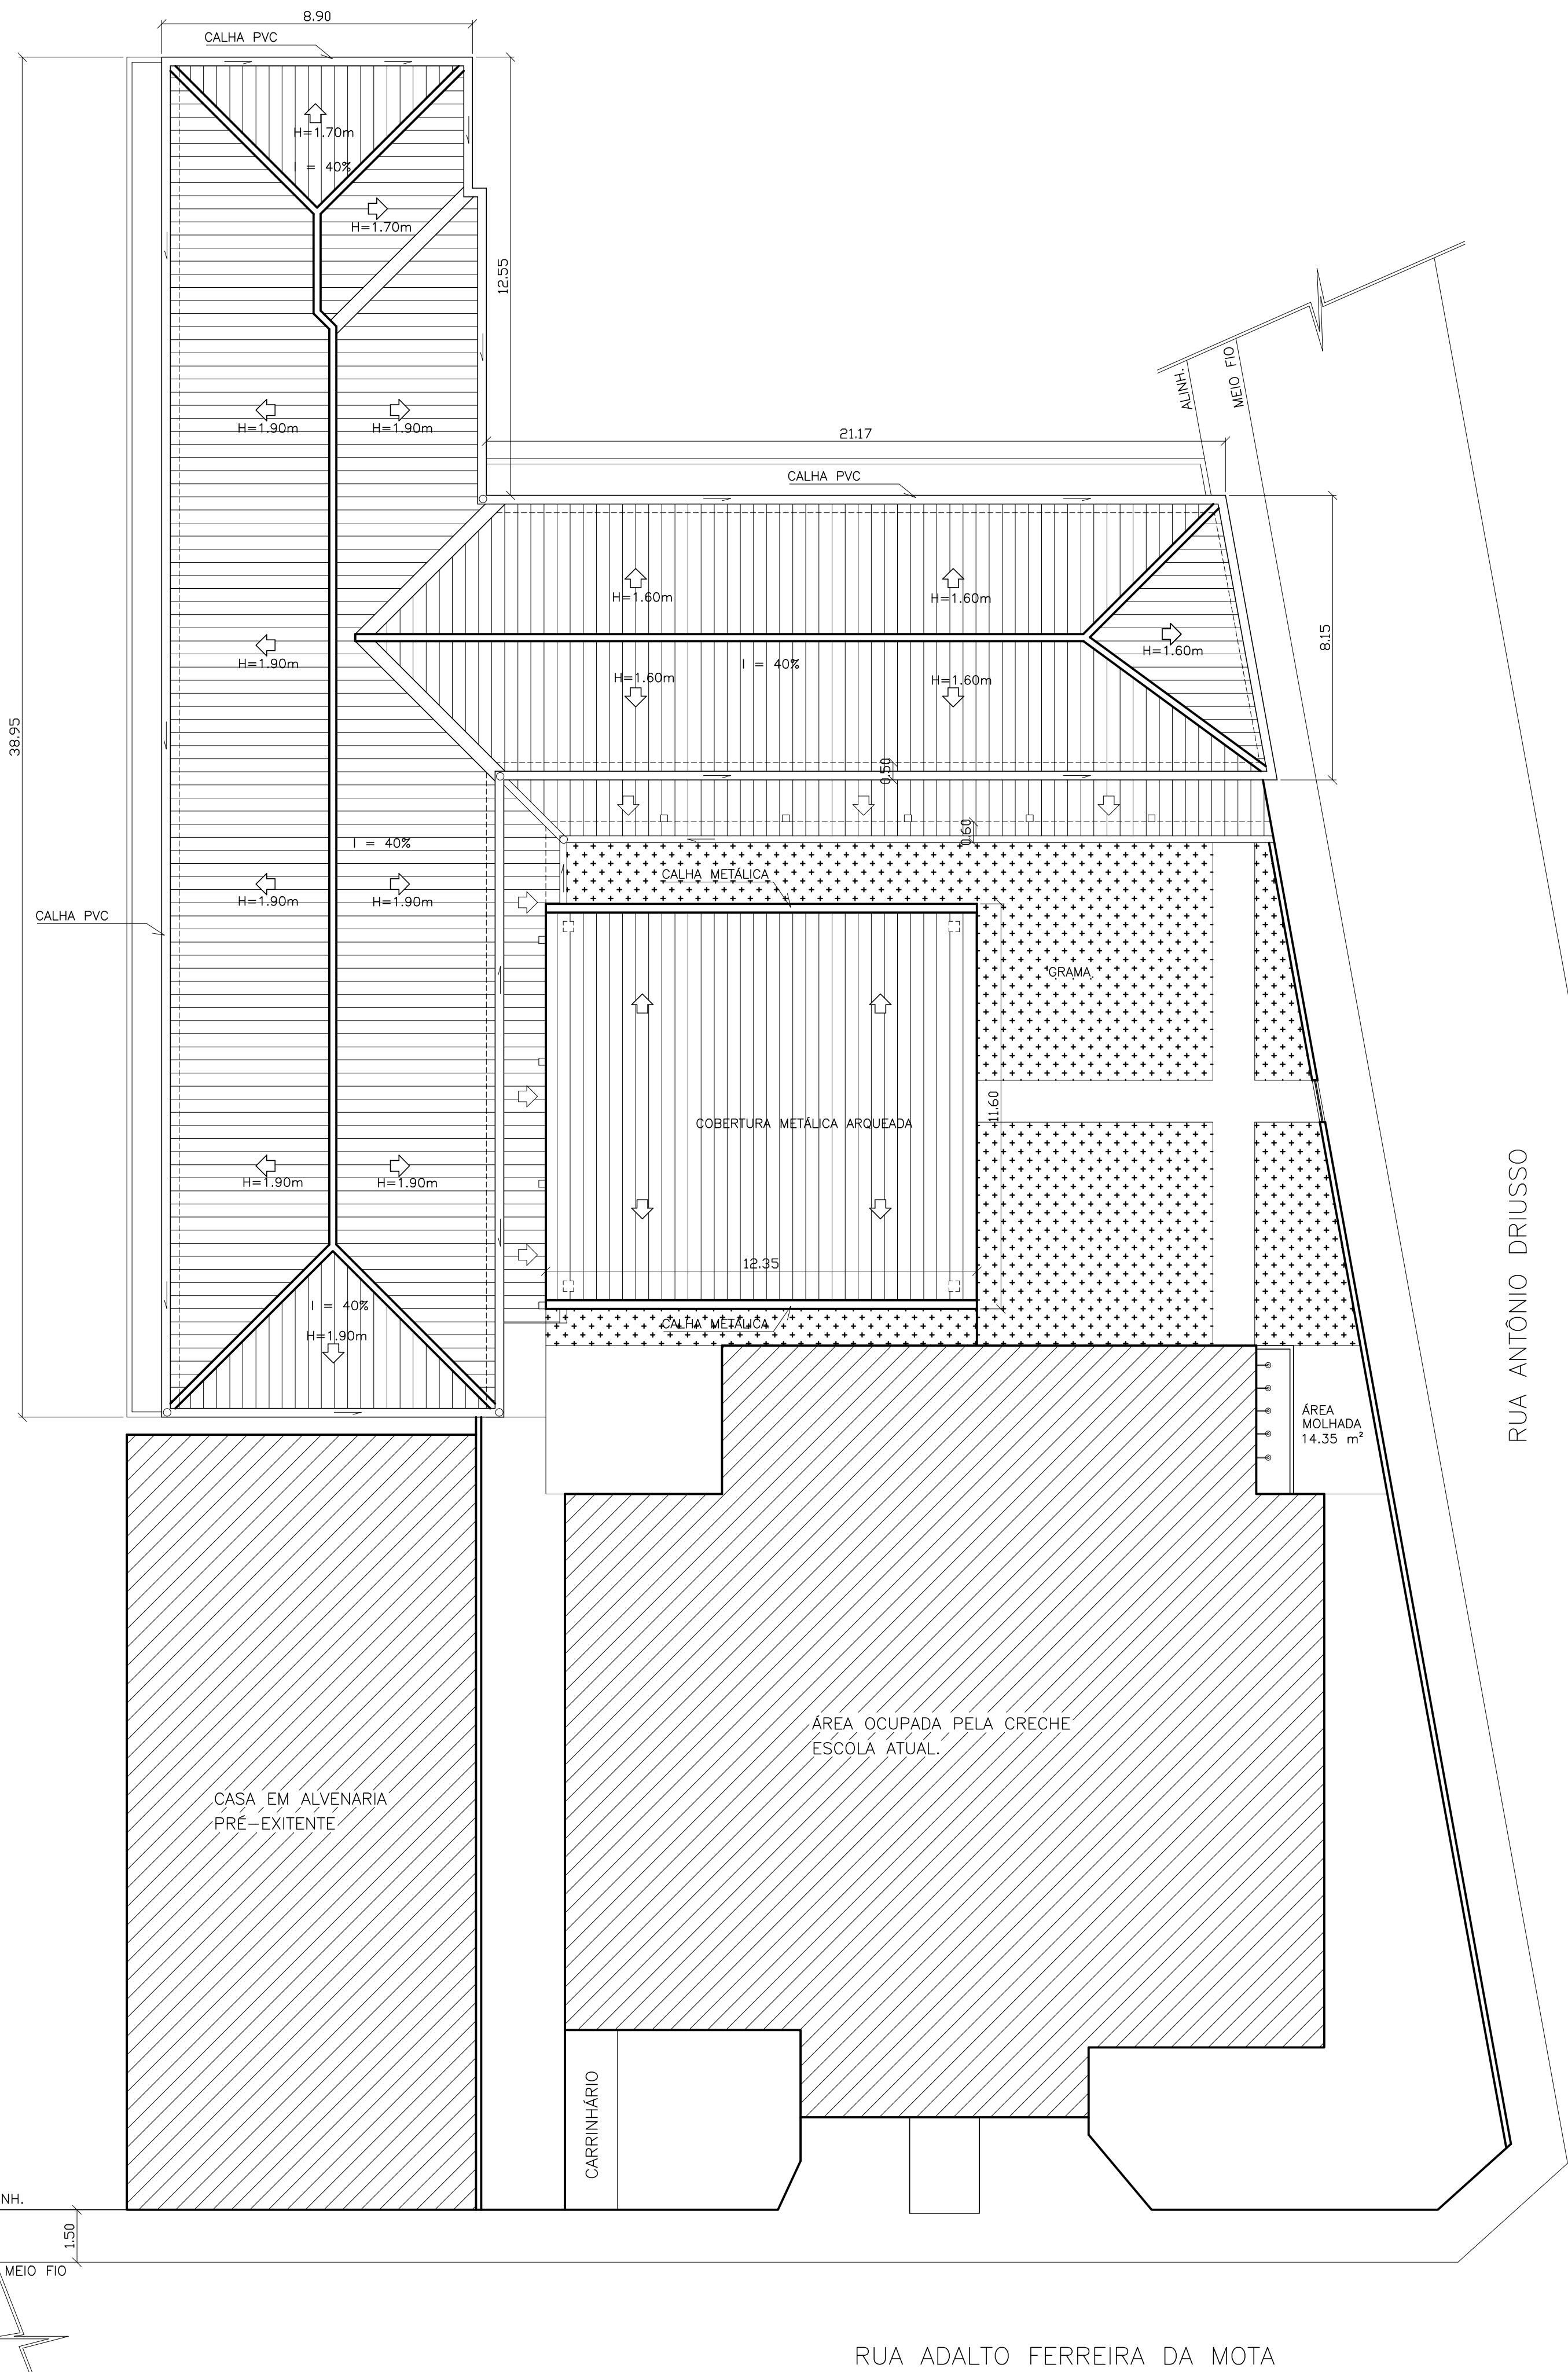 8.90
CALHA PVC
H=1.70m
I = 40%
H=1.70m
12.55
ALINH.
MEIO FIO
H=1.90m
H=1.90m
21.17
CALHA PVC
H=1.60m
H=1.60m
8.15
H=1.90m
I = 40%
H=1.60m
H=1.60m
H=1.60m
38.95
0.50
0.60
I = 40%
CALHA METÁLICA
H=1.90m
H=1.90m
CALHA PVC
GRAMA
11.60
COBERTURA METÁLICA ARQUEADA
H=1.90m
H=1.90m
12.35
I = 40%
H=1.90m
CALHA METÁLICA
RUA ANTÔNIO DRIUSSO
ÁREA
MOLHADA
14.35 m²
ÁREA OCUPADA PELA CRECHE
ESCOLA ATUAL.
CASA EM ALVENARIA
PRÉ-EXITENTE
CARRINHÁRIO
NH.
1.50
MEIO FIO
RUA ADALTO FERREIRA DA MOTA